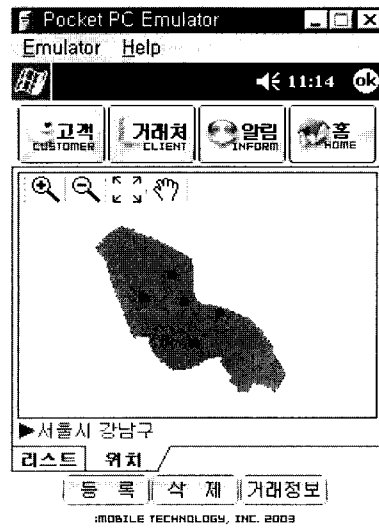 Pocket PC Emulator
Emulator Help
11:14 ok
고객 거래처 알림 홈
CUSTOMER CLIENT INFORM HOME
▶서울시 강남구
리스트 위치
등 록 삭 제 거래정보
:MOBILE TECHNOLOGY, INC. 2003